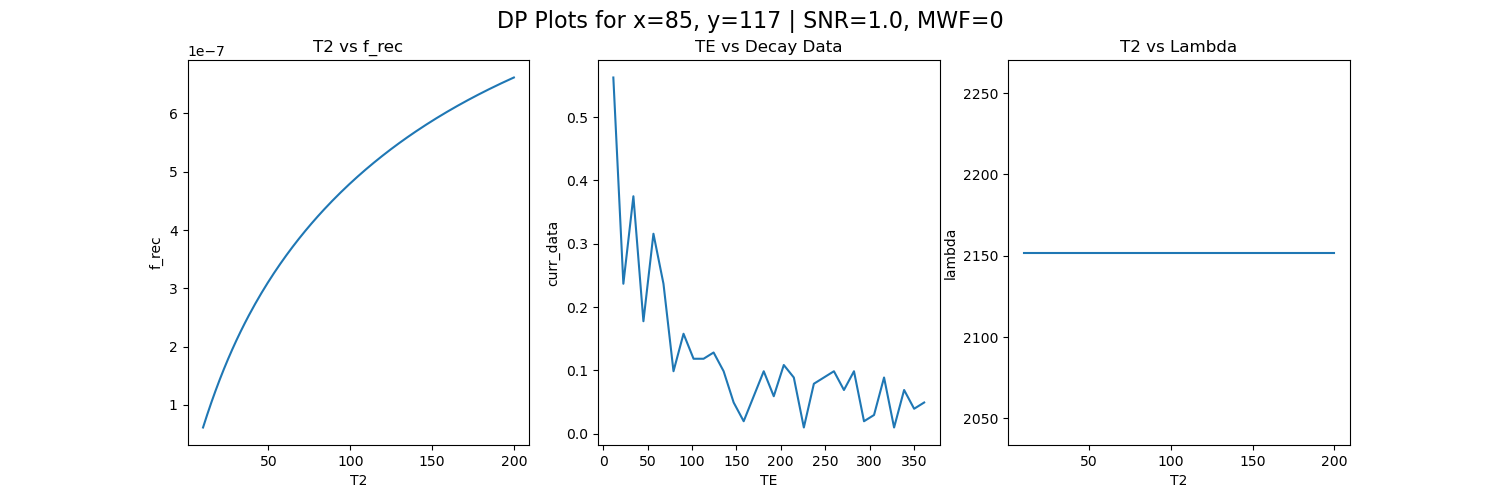 DP Plots for x=85, y=117 | SNR=1.0, MWF=0
T2 vs f_rec
1e−7
f_rec
6
5
4
3
2
1
50 100 150 200
T2
TE vs Decay Data
curr_data
0.5
0.4
0.3
0.2
0.1
0.0
0 50 100 150 200 250 300 350
TE
T2 vs Lambda
lambda
2250
2200
2150
2100
2050
50 100 150 200
T2